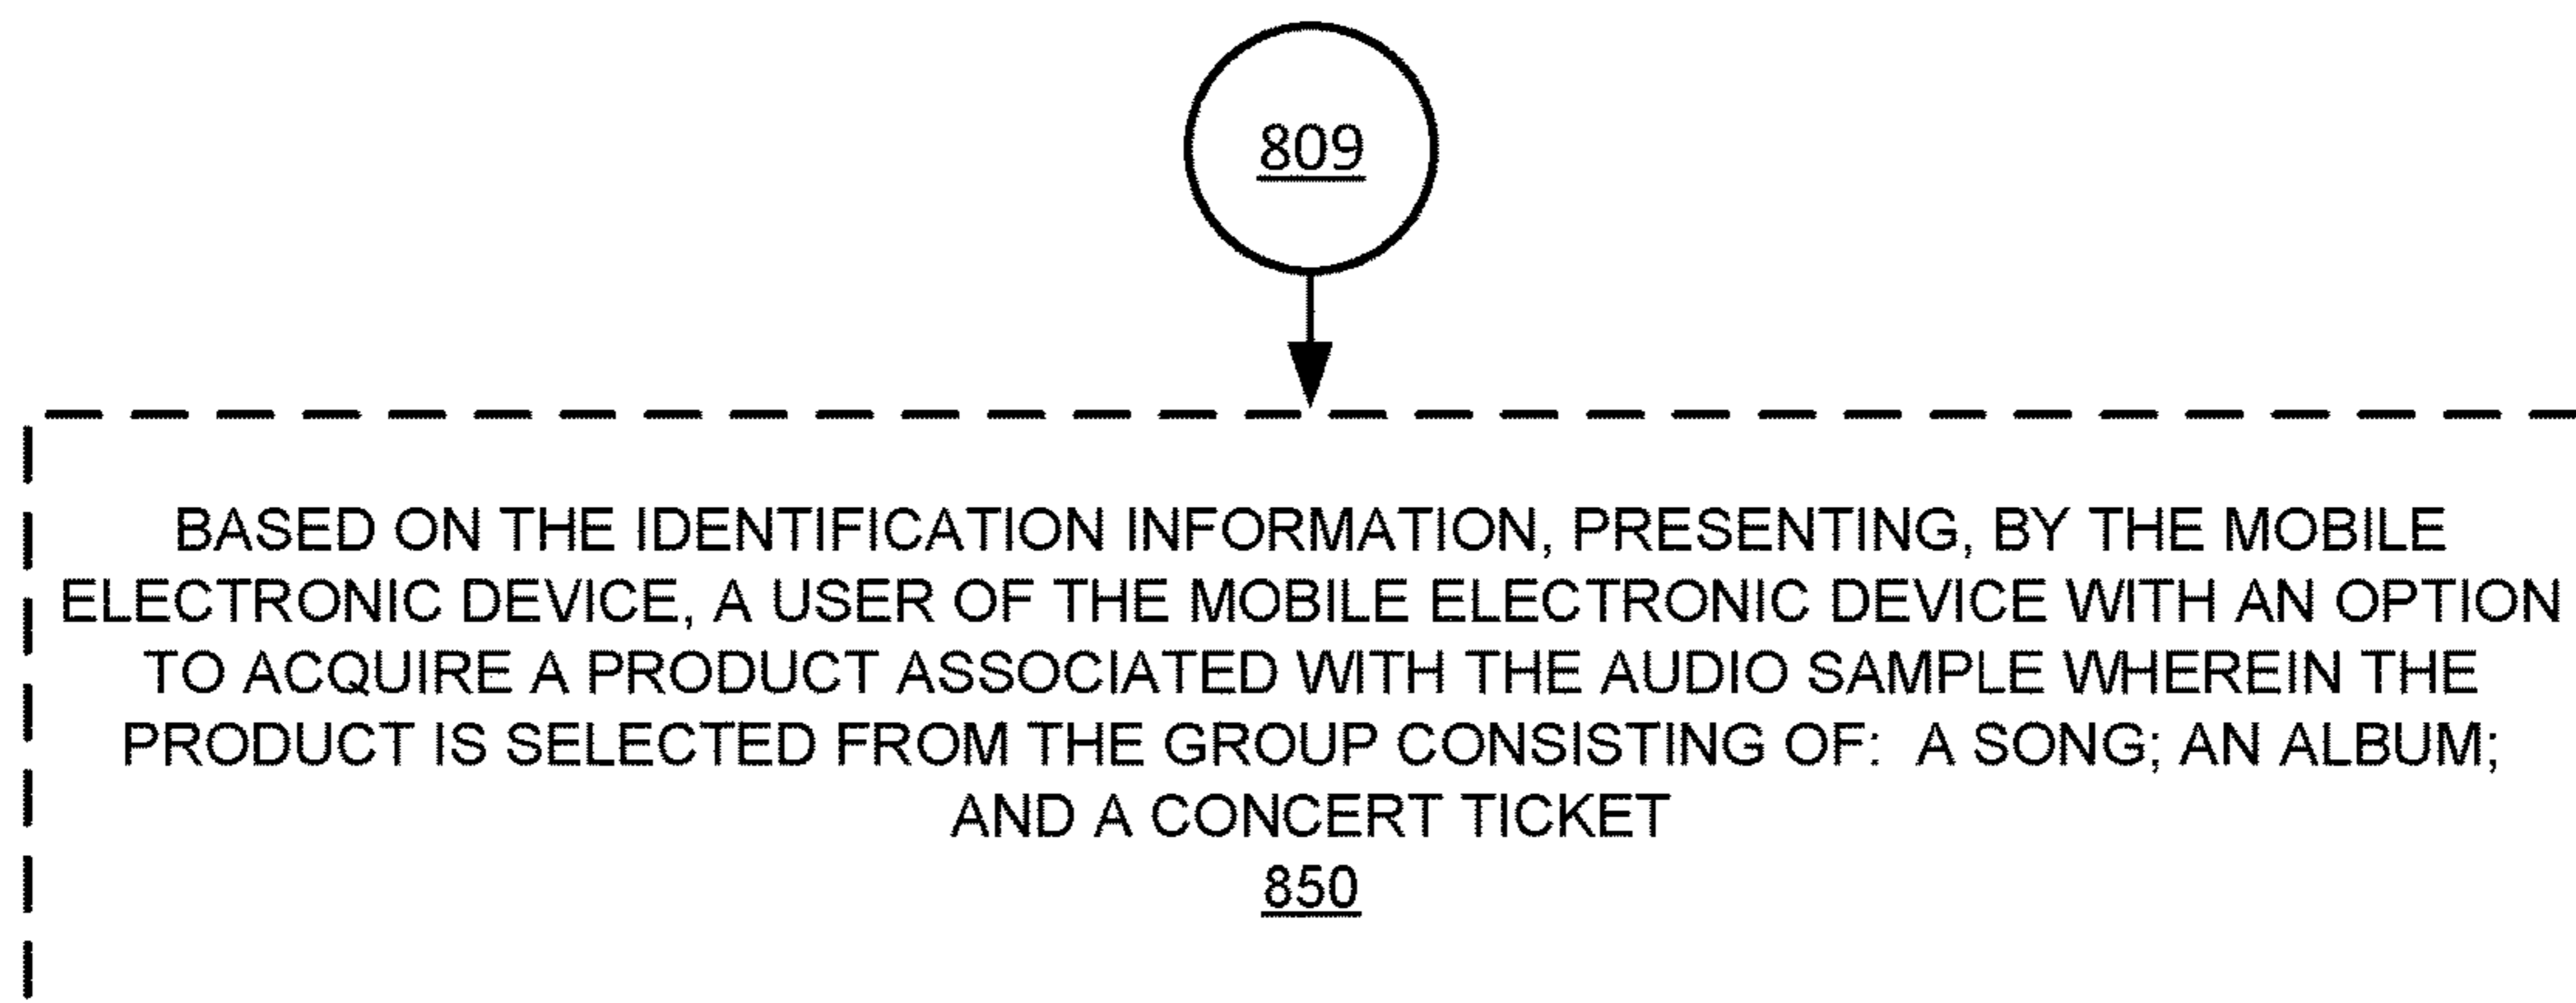 809
BASED ON THE IDENTIFICATION INFORMATION, PRESENTING, BY THE MOBILE
ELECTRONIC DEVICE, A USER OF THE MOBILE ELECTRONIC DEVICE WITH AN OPTION
TO ACQUIRE A PRODUCT ASSOCIATED WITH THE AUDIO SAMPLE WHEREIN THE
PRODUCT IS SELECTED FROM THE GROUP CONSISTING OF:  A SONG; AN ALBUM;
AND A CONCERT TICKET
850